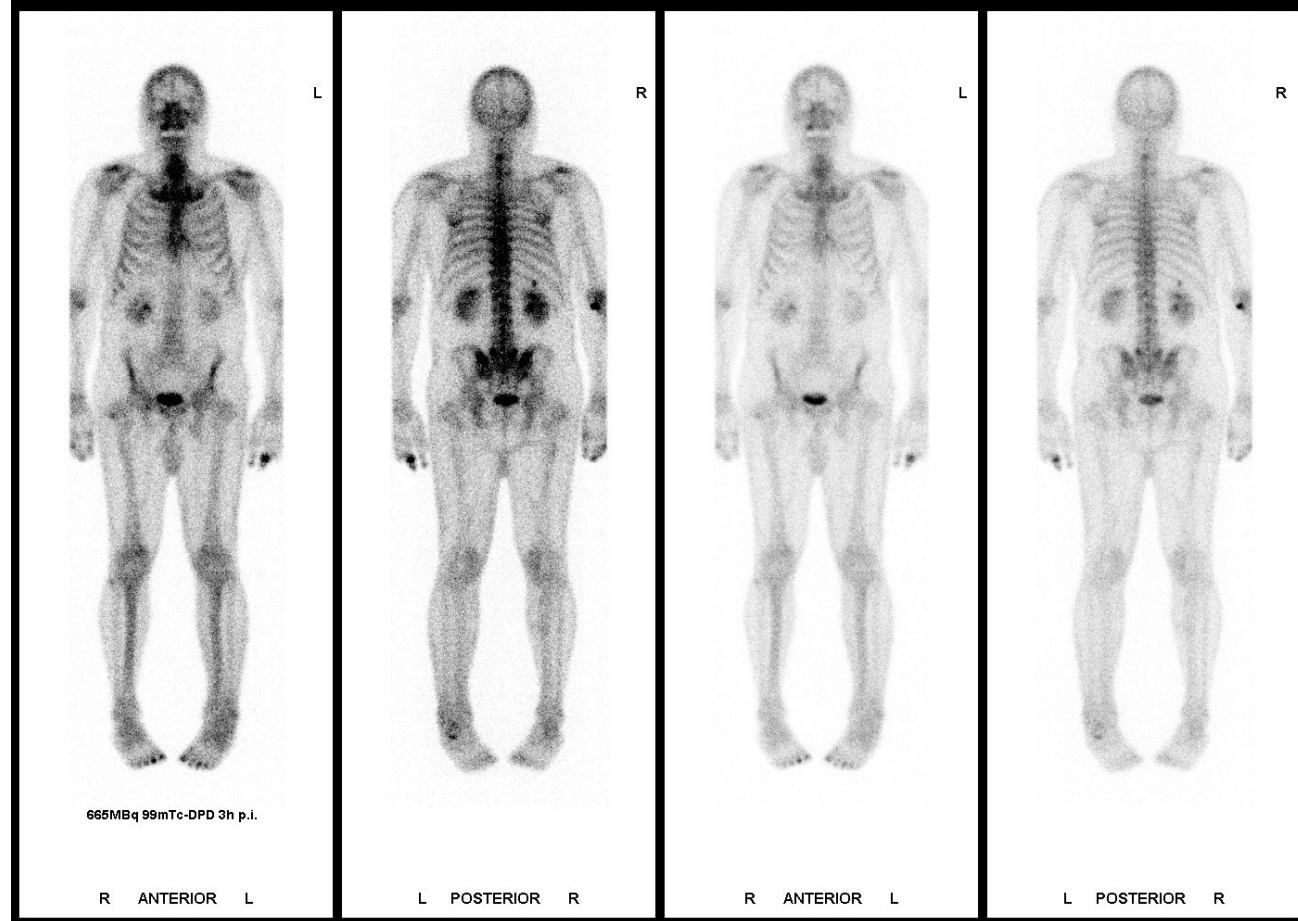 L
R
L
R
665MBq 99mTc-DPD 3h p.i.
R ANTERIOR L
L POSTERIOR R
R ANTERIOR L
L POSTERIOR R